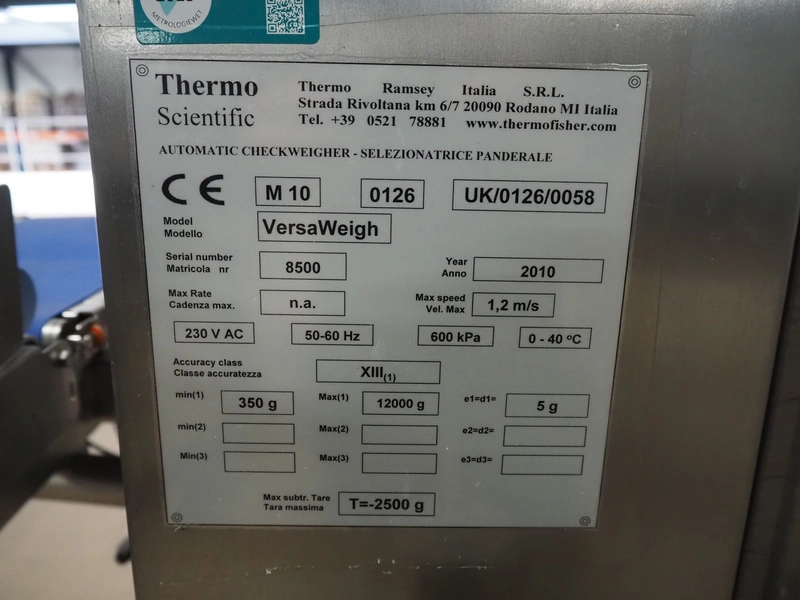 METROLOGIEWET
Thermo
Scientific
Thermo Ramsey Italia S.R.L.
Strada Rivoltana km 6/7 20090 Rodano MI Italia
Tel. +39 0521 78881 www.thermofisher.com
AUTOMATIC CHECKWEIGHER - SELEZIONATRICE PANDERALE
CE M 10 0126 UK/0126/0058
Model
Modello
VersaWeigh
Serial number
Matricola nr
8500
Year
Anno
2010
Max Rate
Cadenza max.
n.a.
Max speed
Vel. Max
1,2 m/s
230 V AC 50-60 Hz 600 kPa 0 - 40 ºC
Accuracy class
Classe accuratezza
XIII(1)
min(1) 350 g Max(1) 12000 g e1=d1= 5 g
min(2) Max(2) e2=d2=
Min(3) Max(3) e3=d3=
Max subtr. Tare
Tara massima
T=-2500 g